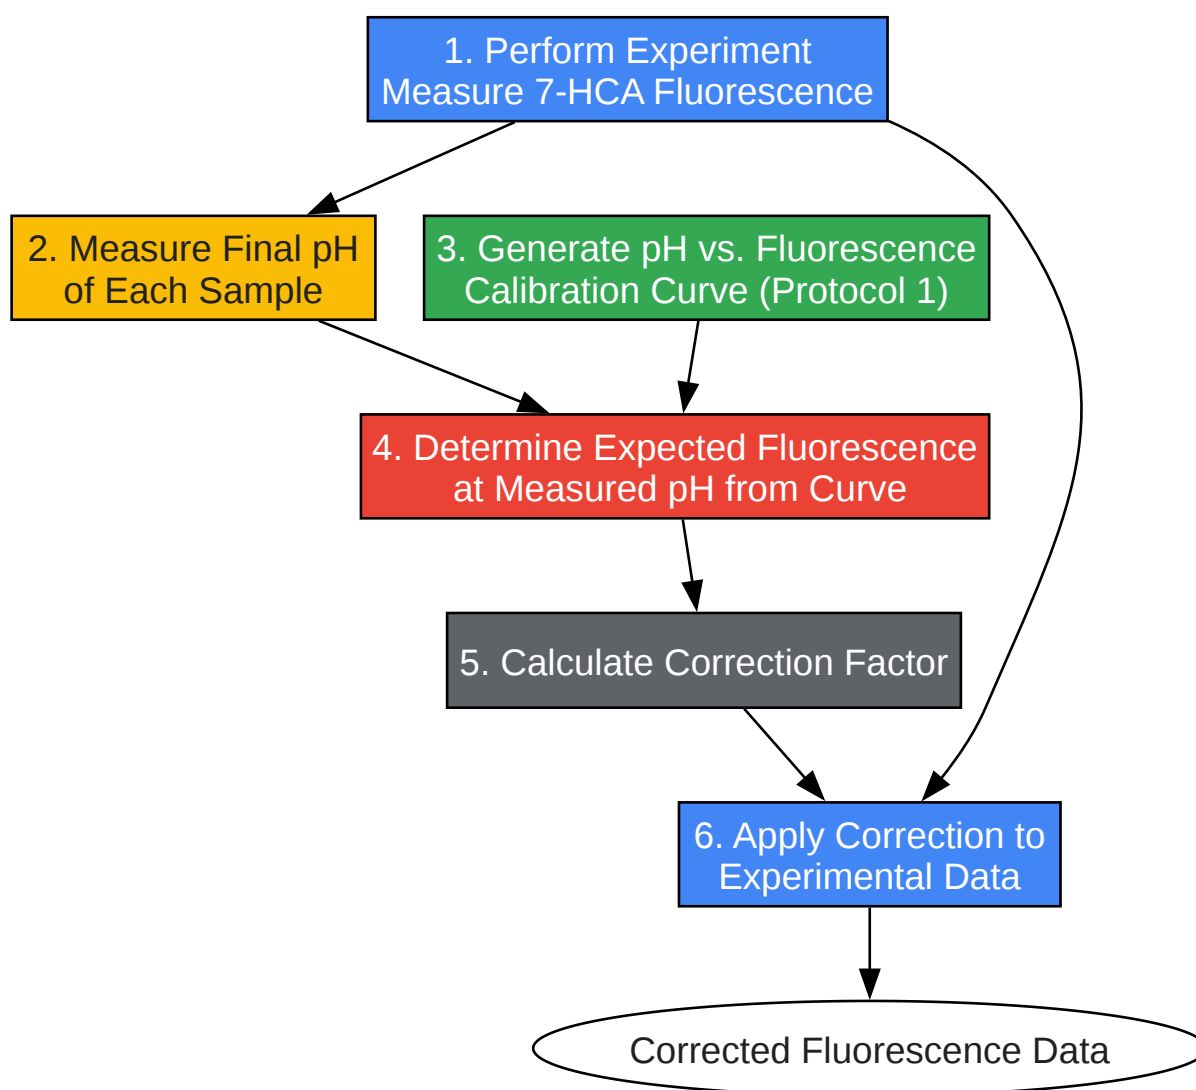 1. Perform Experiment
Measure 7-HCA Fluorescence
2. Measure Final pH
of Each Sample
3. Generate pH vs. Fluorescence
Calibration Curve (Protocol 1)
4. Determine Expected Fluorescence
at Measured pH from Curve
5. Calculate Correction Factor
6. Apply Correction to
Experimental Data
Corrected Fluorescence Data